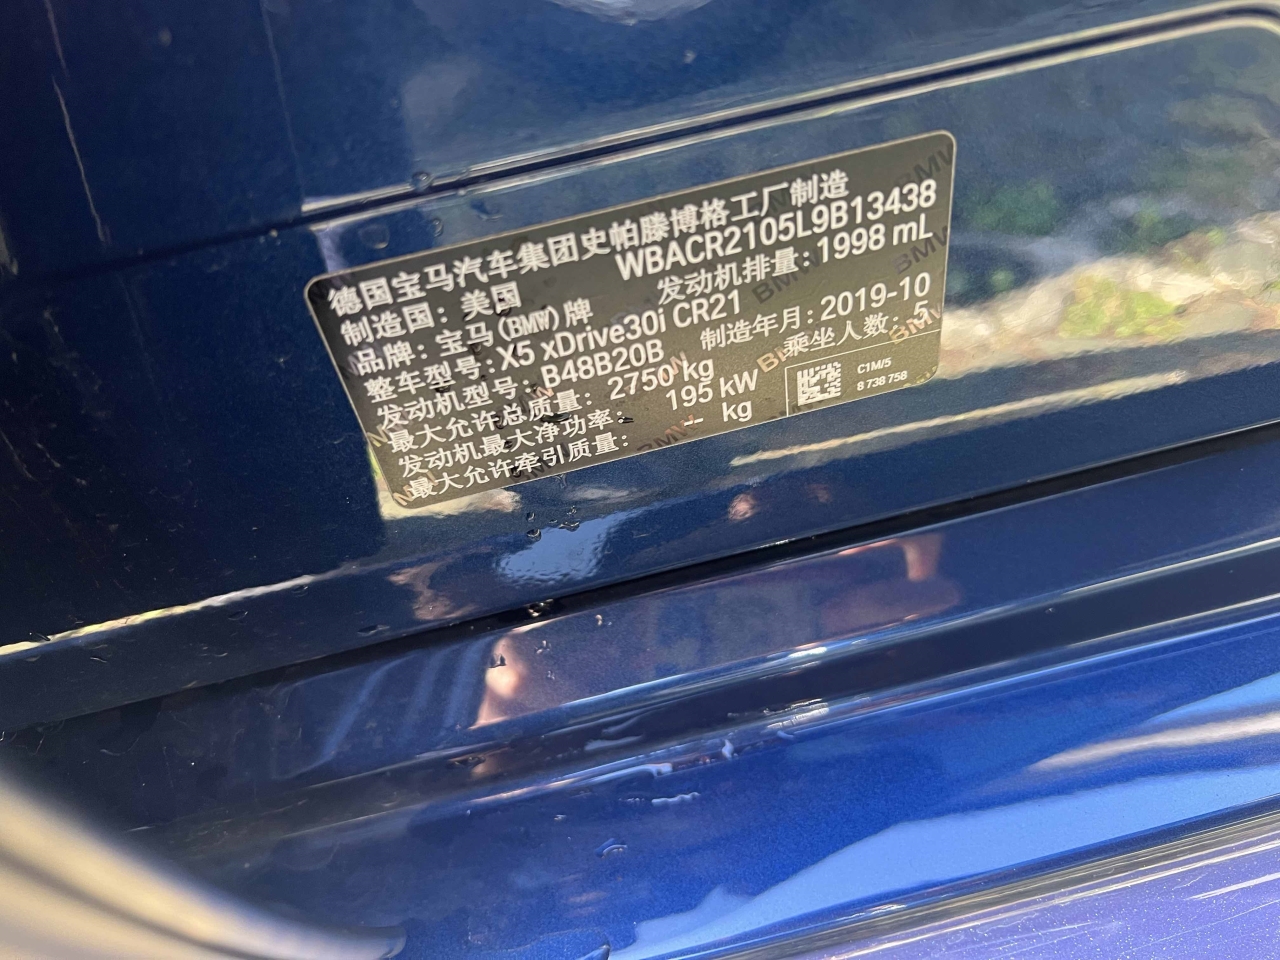 德国宝马汽车集团史帕滕博格工厂制造
制造国：美国 WBACR2105L9B13438
品牌：宝马(BMW)牌 发动机排量：1998 mL
整车型号：X5 xDrive30i CR21
发动机型号：B48B20B 制造年月：2019-10
最大允许总质量：2750 kg 乘坐人数：5
发动机最大净功率：195 kW
最大允许牵引质量：-- kg
C1M/5
8 738 758